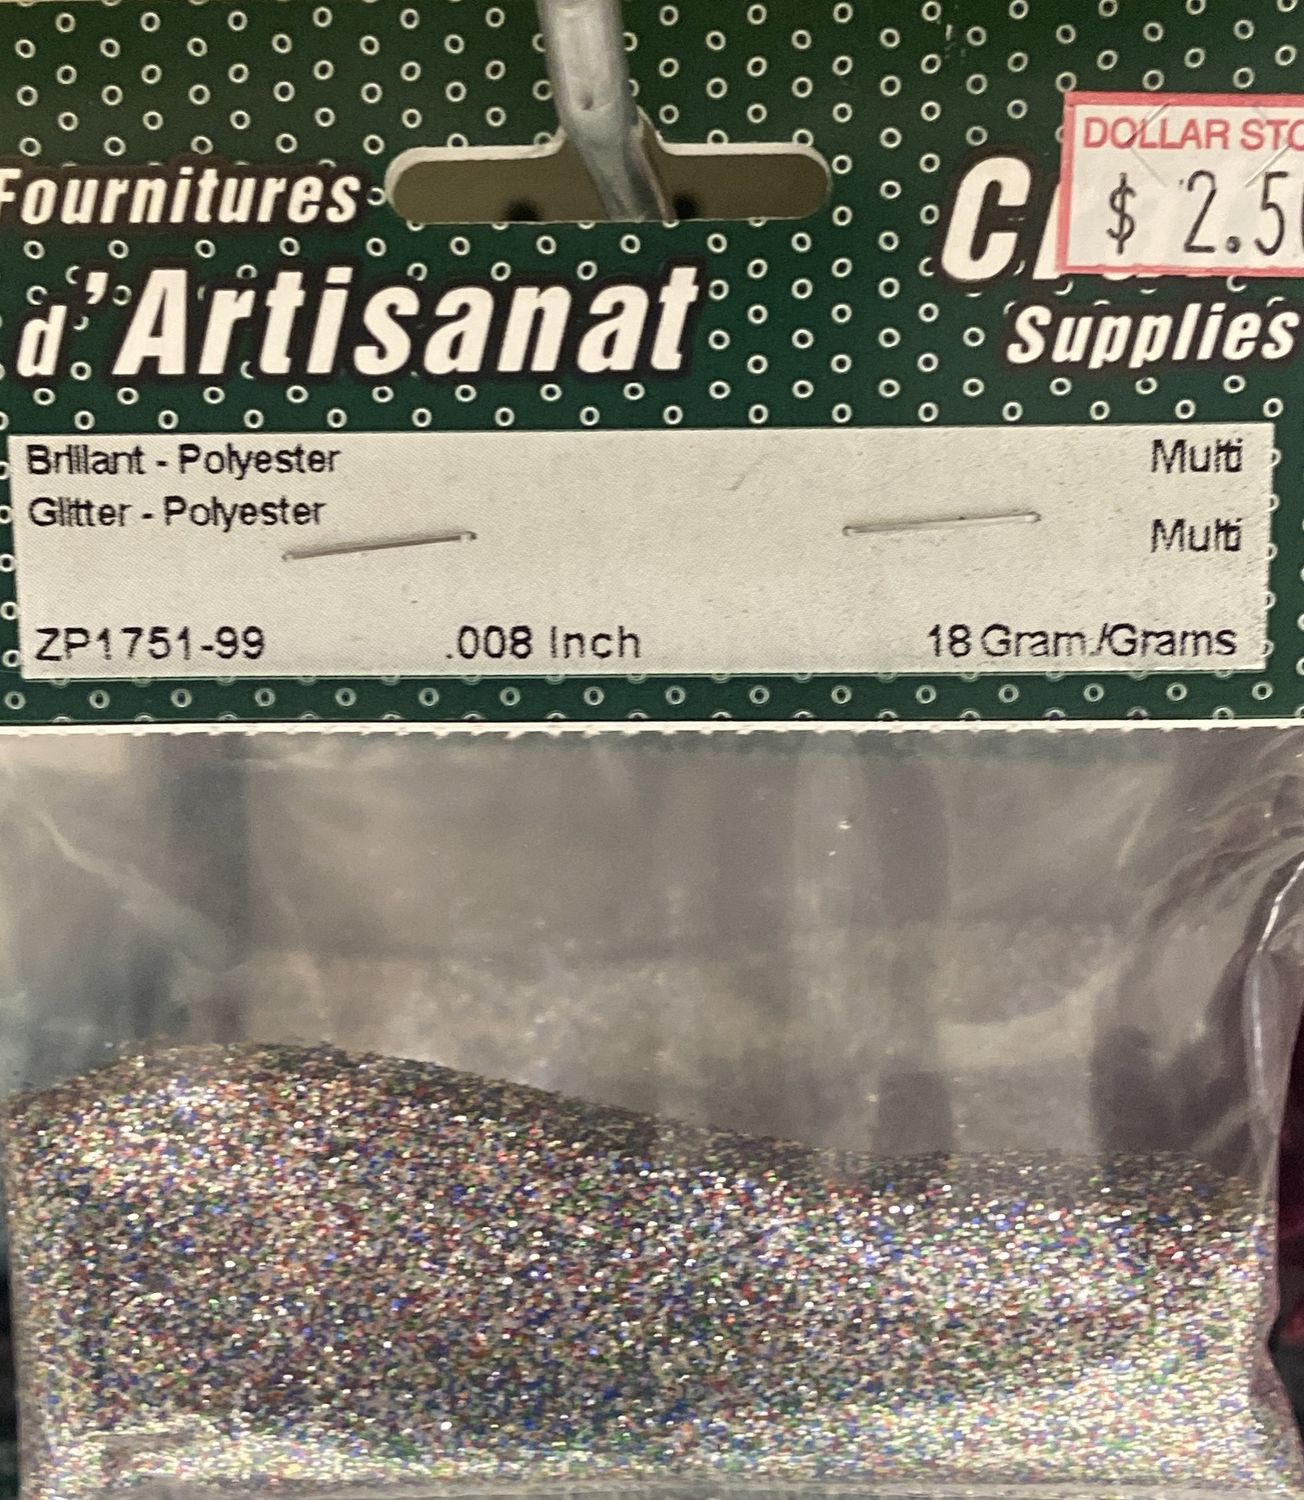 Fournitures
d'Artisanat
Supplies
DOLLAR
$ 2.5
Brillant - Polyester
Multi
Glitter - Polyester
Multi
ZP1751-99
.008 Inch
18 Gram./Grams